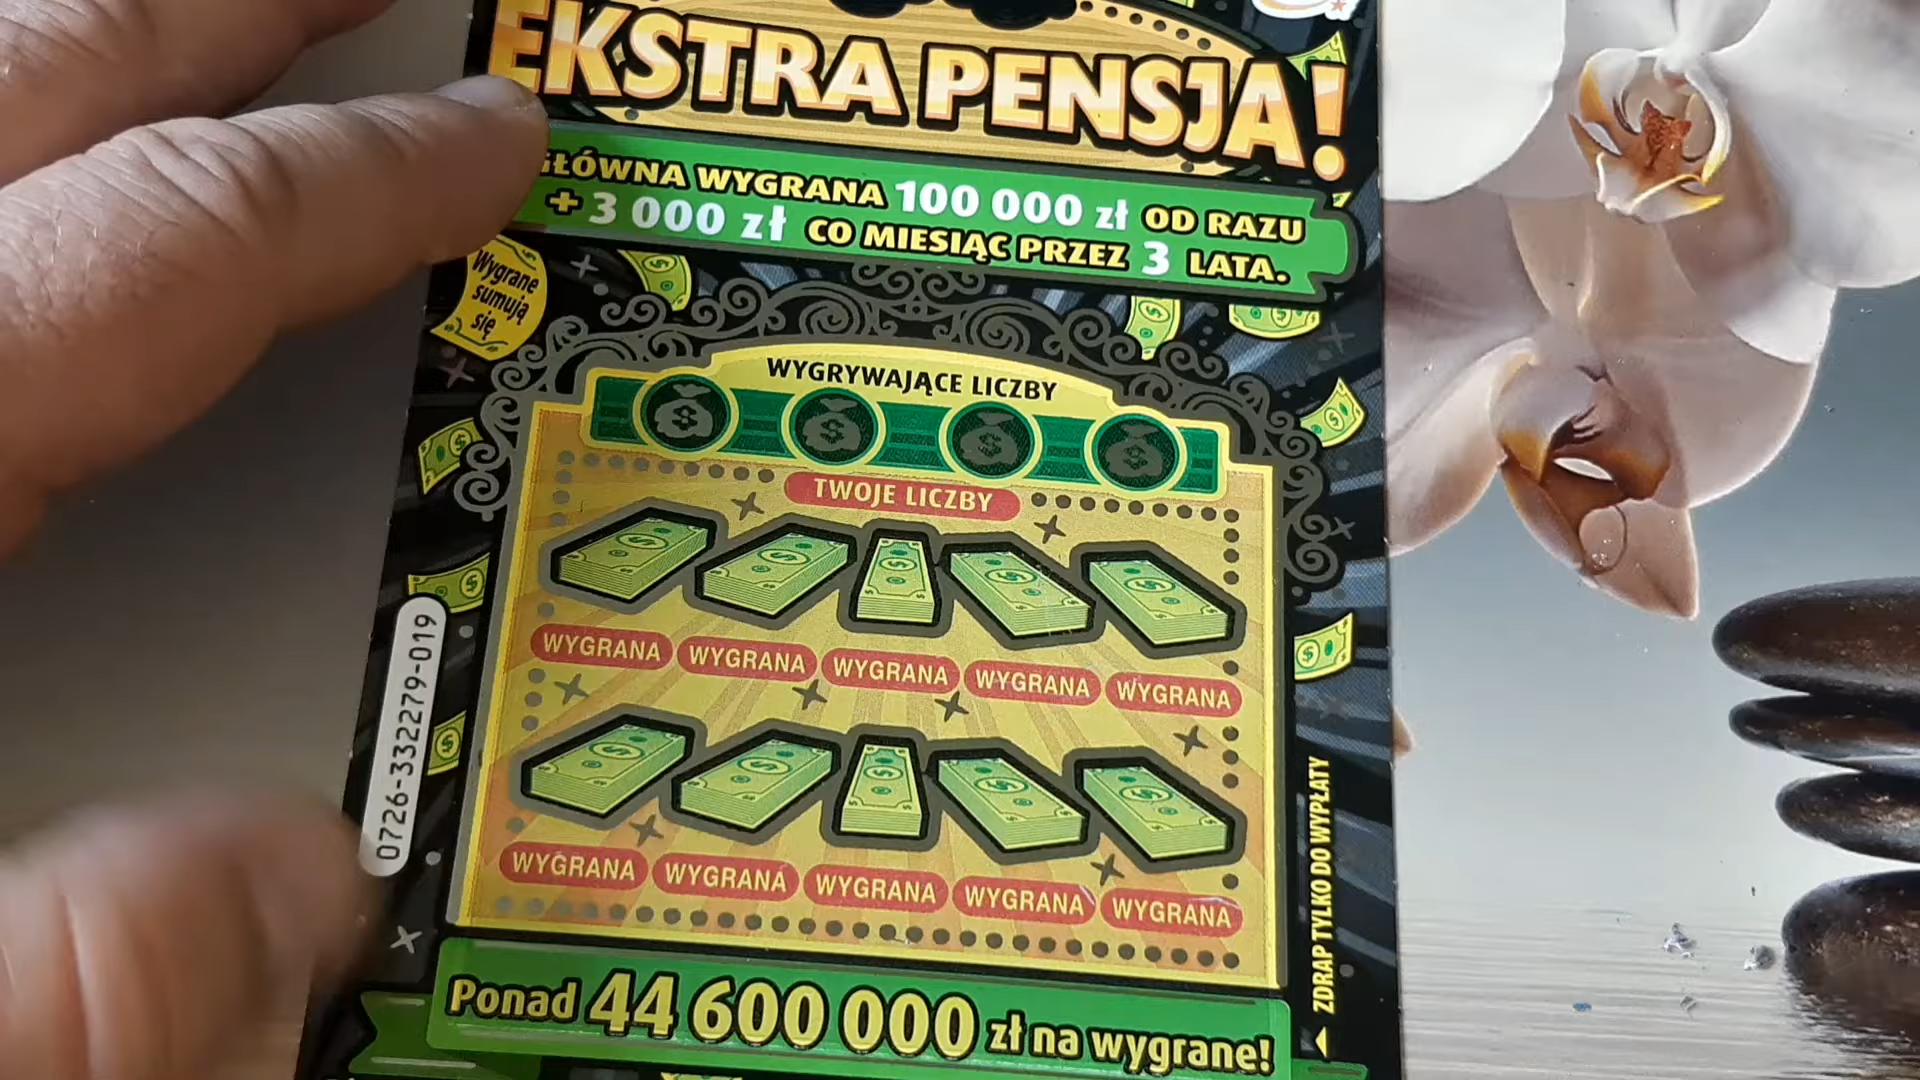 EKSTRA PENSJA!
GŁÓWNA WYGRANA 100 000 zł OD RAZU
+ 3 000 zł CO MIESIĄC PRZEZ 3 LATA.
Wygrane
sumują
się
WYGRYWAJĄCE LICZBY
TWOJE LICZBY
WYGRANA WYGRANA WYGRANA WYGRANA WYGRANA
WYGRANA WYGRANA WYGRANA WYGRANA WYGRANA
0726-332279-019
ZDRAP TYLKO DO WYPŁATY
Ponad 44 600 000 zł na wygrane!